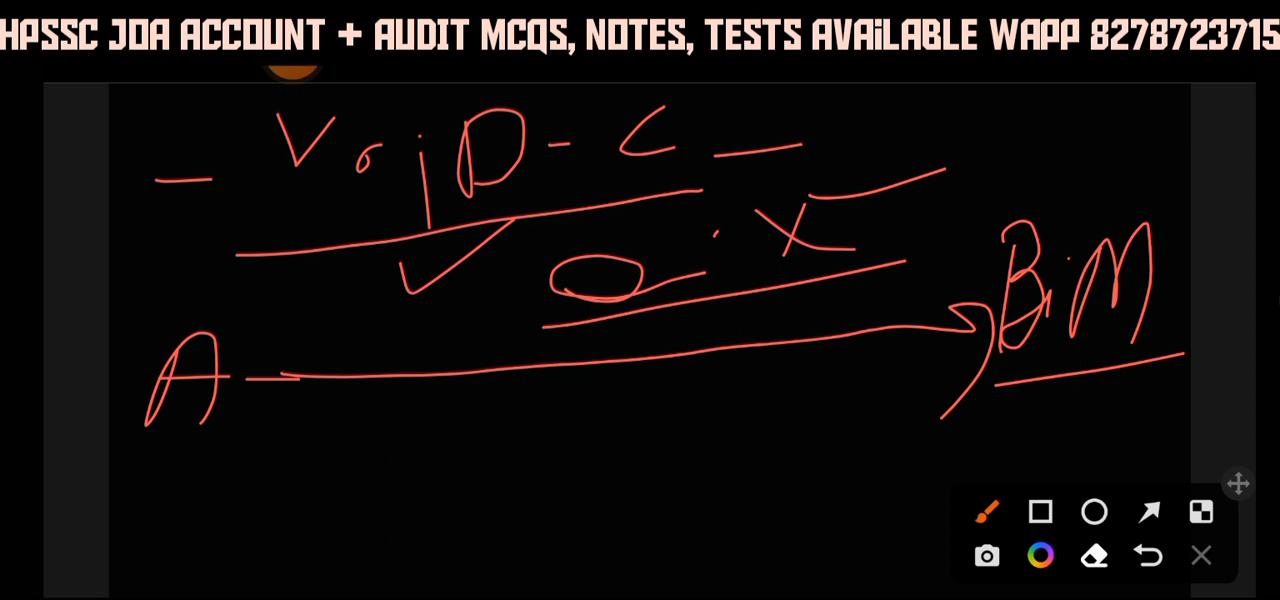 HPSSC JOA ACCOUNT + AUDIT MCQS, NOTES, TESTS AVAiLABLE WAPP 8278723715
- VoiD - C -
X
A - B.M